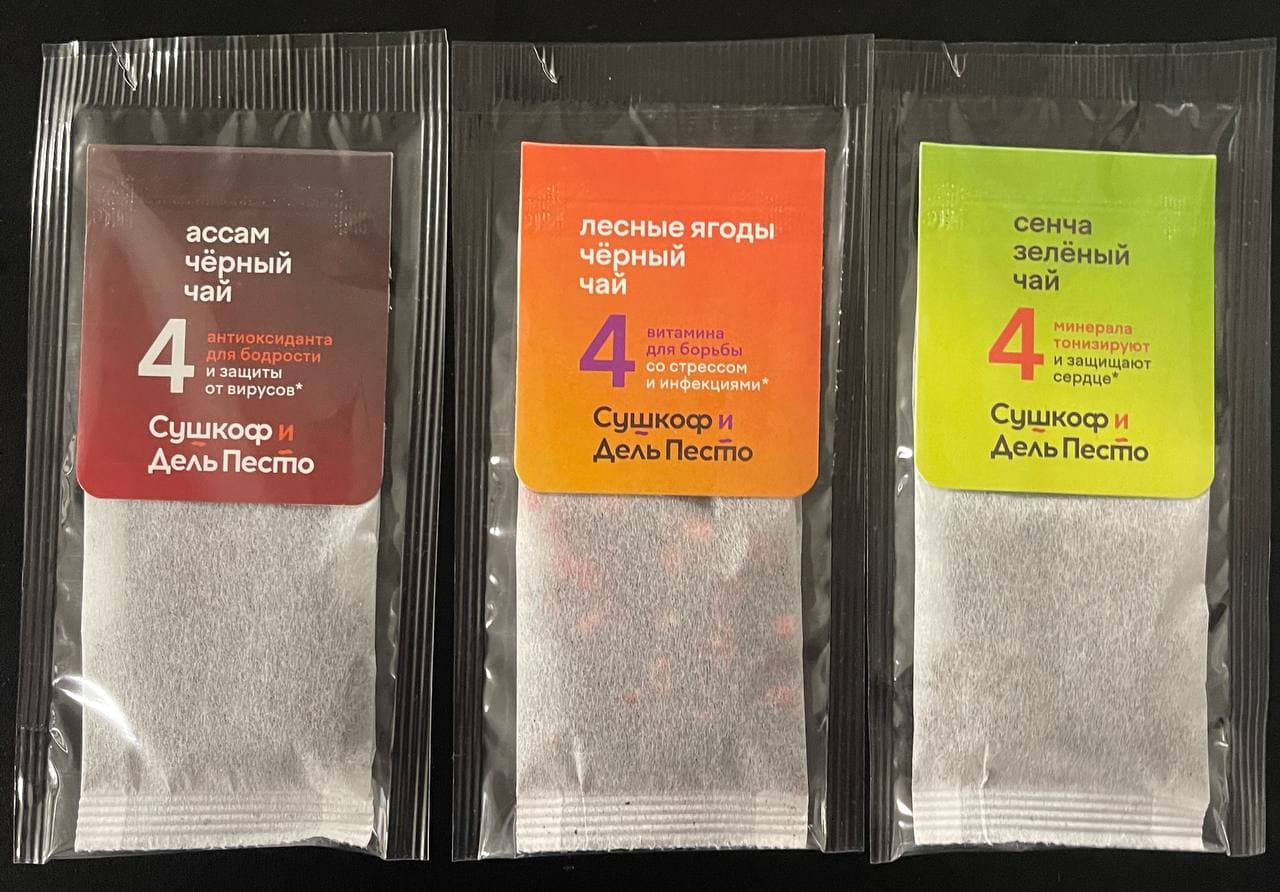 ассам
чёрный
чай
4
антиоксиданта
для бодрости
и защиты
от вирусов*
Сушкоф и
Дель Песто
лесные ягоды
чёрный
чай
4
витамина
для борьбы
со стрессом
и инфекциями*
Сушкоф и
Дель Песто
сенча
зелёный
чай
4
минерала
тонизируют
и защищают
сердце*
Сушкоф и
Дель Песто